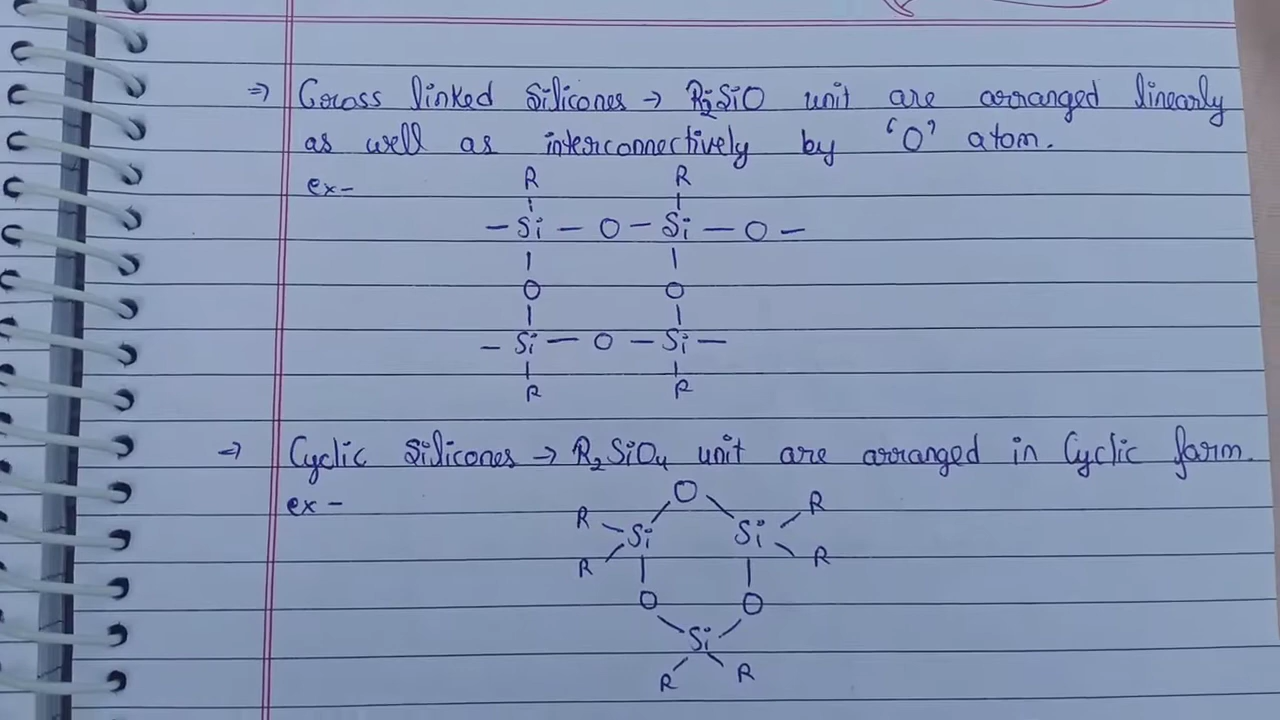 ⇒ Cross linked Silicones → R₂SiO unit are arranged linearly
as well as interconnectively by 'O' atom.
ex-
R R
-Si-O-Si-O-
| |
O O
| |
-Si-O-Si-
R R
⇒ Cyclic Silicones → R₂SiO₄ unit are arranged in Cyclic form.
ex-
O
R Si Si R
R R
O O
Si
R R